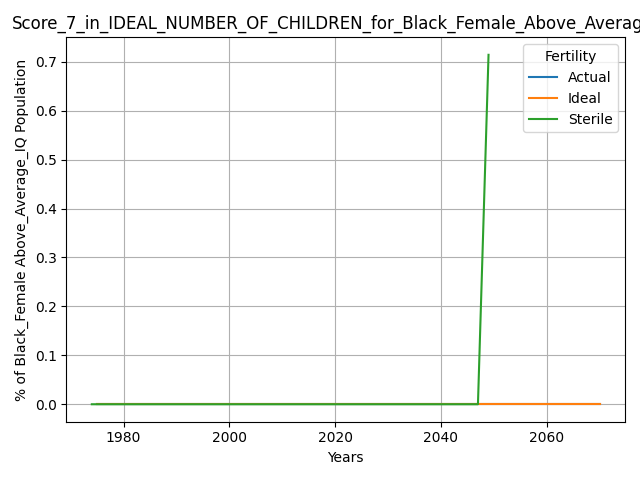 Score_7_in_IDEAL_NUMBER_OF_CHILDREN_for_Black_Female_Above_Averag
Fertility
Actual
Ideal
Sterile
% of Black_Female Above_Average_IQ Population
0.7
0.6
0.5
0.4
0.3
0.2
0.1
0.0
1980 2000 2020 2040 2060
Years